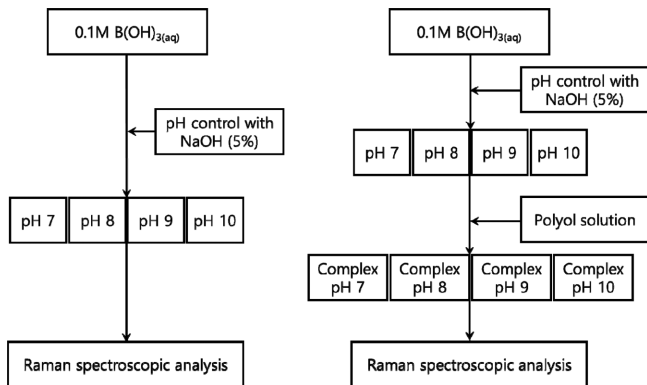 0.1M B(OH)₃₍aq₎
pH control with
NaOH (5%)
pH 7
pH 8
pH 9
pH 10
Raman spectroscopic analysis
0.1M B(OH)₃₍aq₎
pH control with
NaOH (5%)
pH 7
pH 8
pH 9
pH 10
Polyol solution
Complex
pH 7
Complex
pH 8
Complex
pH 9
Complex
pH 10
Raman spectroscopic analysis